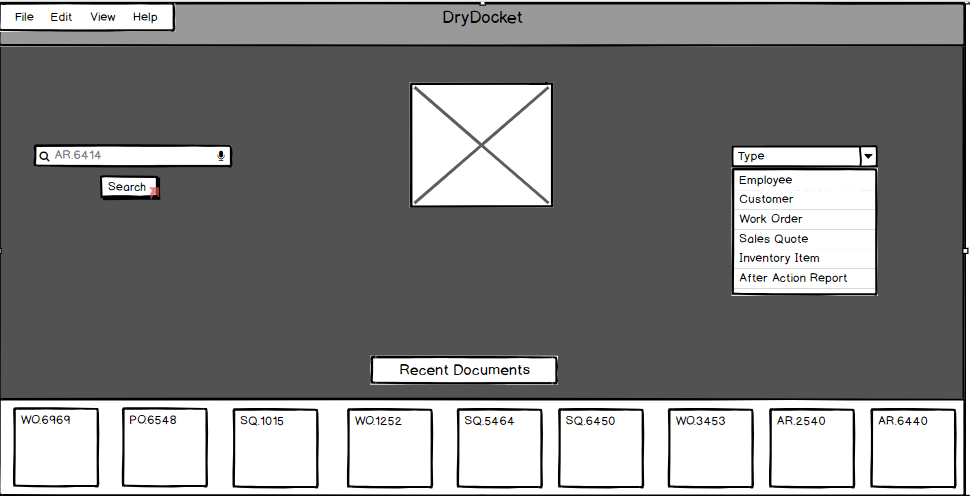 File Edit View Help
DryDocket
AR.6414
Search
Type
Employee
Customer
Work Order
Sales Quote
Inventory Item
After Action Report
Recent Documents
WO.6969 PO.6548 SQ.1015 WO.1252 SQ.5464 SQ.6450 WO.3453 AR.2540 AR.6440